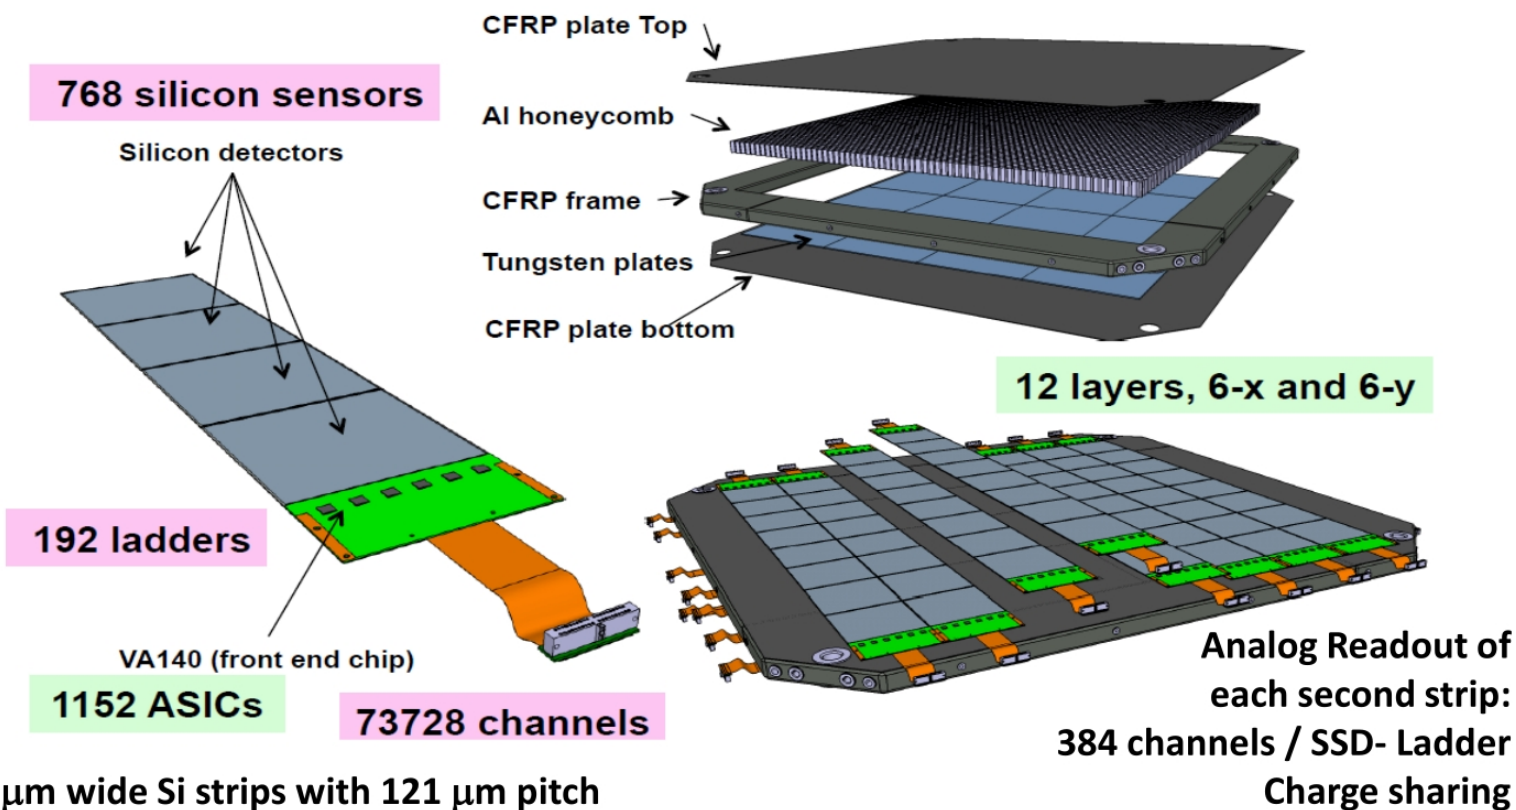 CFRP plate Top
768 silicon sensors
Al honeycomb
Silicon detectors
CFRP frame
Tungsten plates
CFRP plate bottom
12 layers, 6-x and 6-y
192 ladders
VA140 (front end chip)
1152 ASICs
73728 channels
Analog Readout of
each second strip:
384 channels / SSD- Ladder
Charge sharing
μm wide Si strips with 121 μm pitch